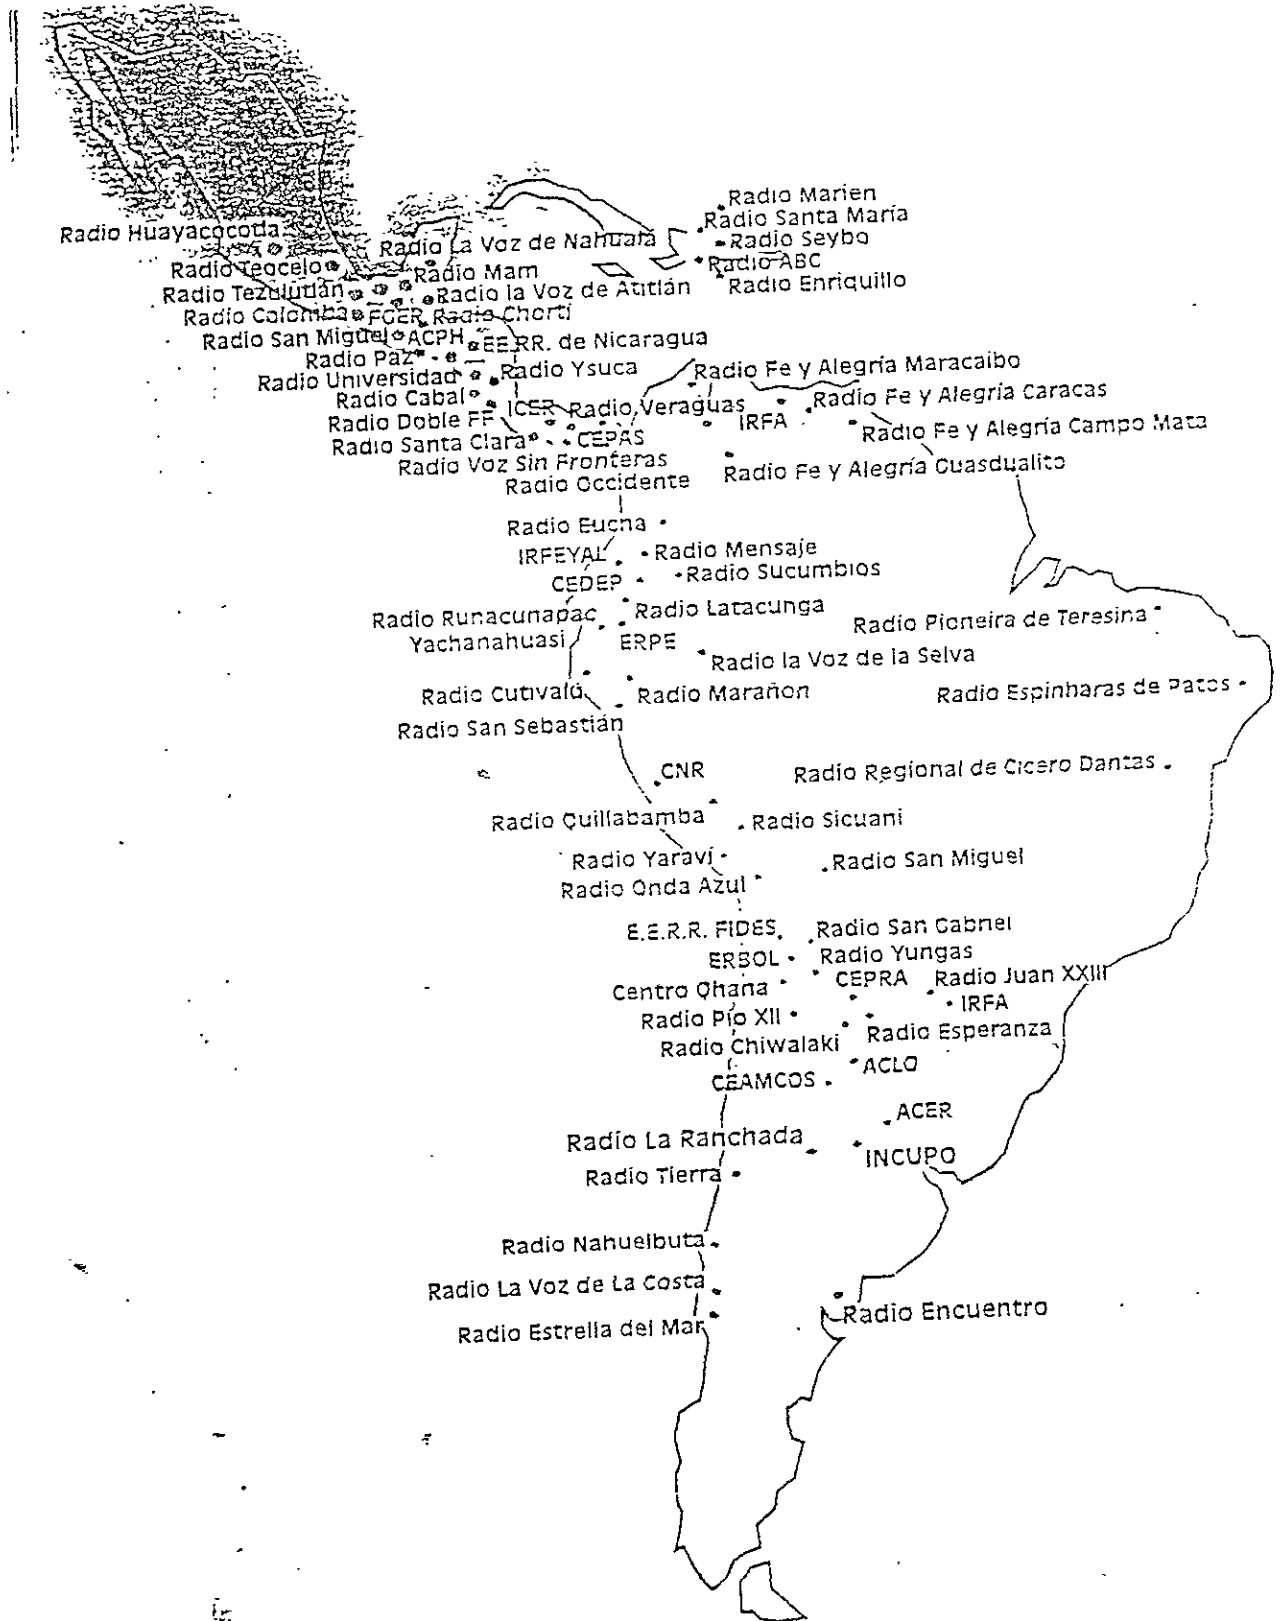 Radio Marien
Radio Santa María
Radio Huayacocotla
Radio La Voz de Nahuala
Radio Seybo
Radio Teocelo
Radio Mam
Radio ABC
Radio Tezulutlán
Radio la Voz de Atitlán
Radio Enriquillo
Radio Colomba
FGER
Radio Chortí
Radio San Miguel
ACPH
EE.RR. de Nicaragua
Radio Paz
Radio Universidad
Radio Ysuca
Radio Fe y Alegría Maracaibo
Radio Cabal
ICER
Radio Veraguas
IRFA
Radio Fe y Alegría Caracas
Radio Doble FF
Radio Fe y Alegría Campo Mata
Radio Santa Clara
CEPAS
Radio Voz Sin Fronteras
Radio Fe y Alegría Guasdualito
Radio Occidente
Radio Eucha
IRFEYAL
Radio Mensaje
CEDEP
Radio Sucumbios
Radio Runacunapac
Radio Latacunga
Radio Pioneira de Teresina
Yachanahuasi
ERPE
Radio la Voz de la Selva
Radio Cutivalú
Radio Marañon
Radio Espinharas de Patos
Radio San Sebastián
CNR
Radio Regional de Cicero Dantas
Radio Quillabamba
Radio Sicuani
Radio Yaraví
Radio San Miguel
Radio Onda Azul
E.E.R.R. FIDES
Radio San Gabriel
ERBOL
Radio Yungas
Centro Qhana
CEPRA
Radio Juan XXIII
IRFA
Radio Pío XII
Radio Esperanza
Radio Chiwalaki
ACLO
CEAMCOS
ACER
Radio La Ranchada
INCUPO
Radio Tierra
Radio Nahuelbuta
Radio La Voz de La Costa
Radio Encuentro
Radio Estrella del Mar